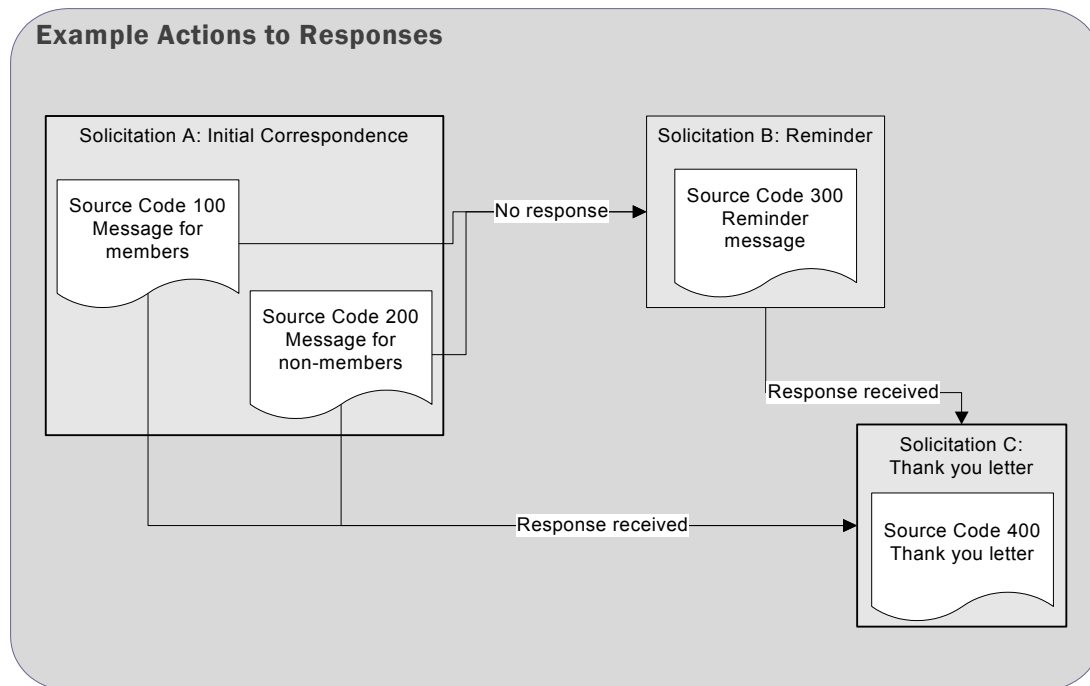 Example Actions to Responses
Solicitation A: Initial Correspondence
Source Code 100
Message for
members
Source Code 200
Message for
non-members
No response
Solicitation B: Reminder
Source Code 300
Reminder
message
Response received
Response received
Solicitation C:
Thank you letter
Source Code 400
Thank you letter